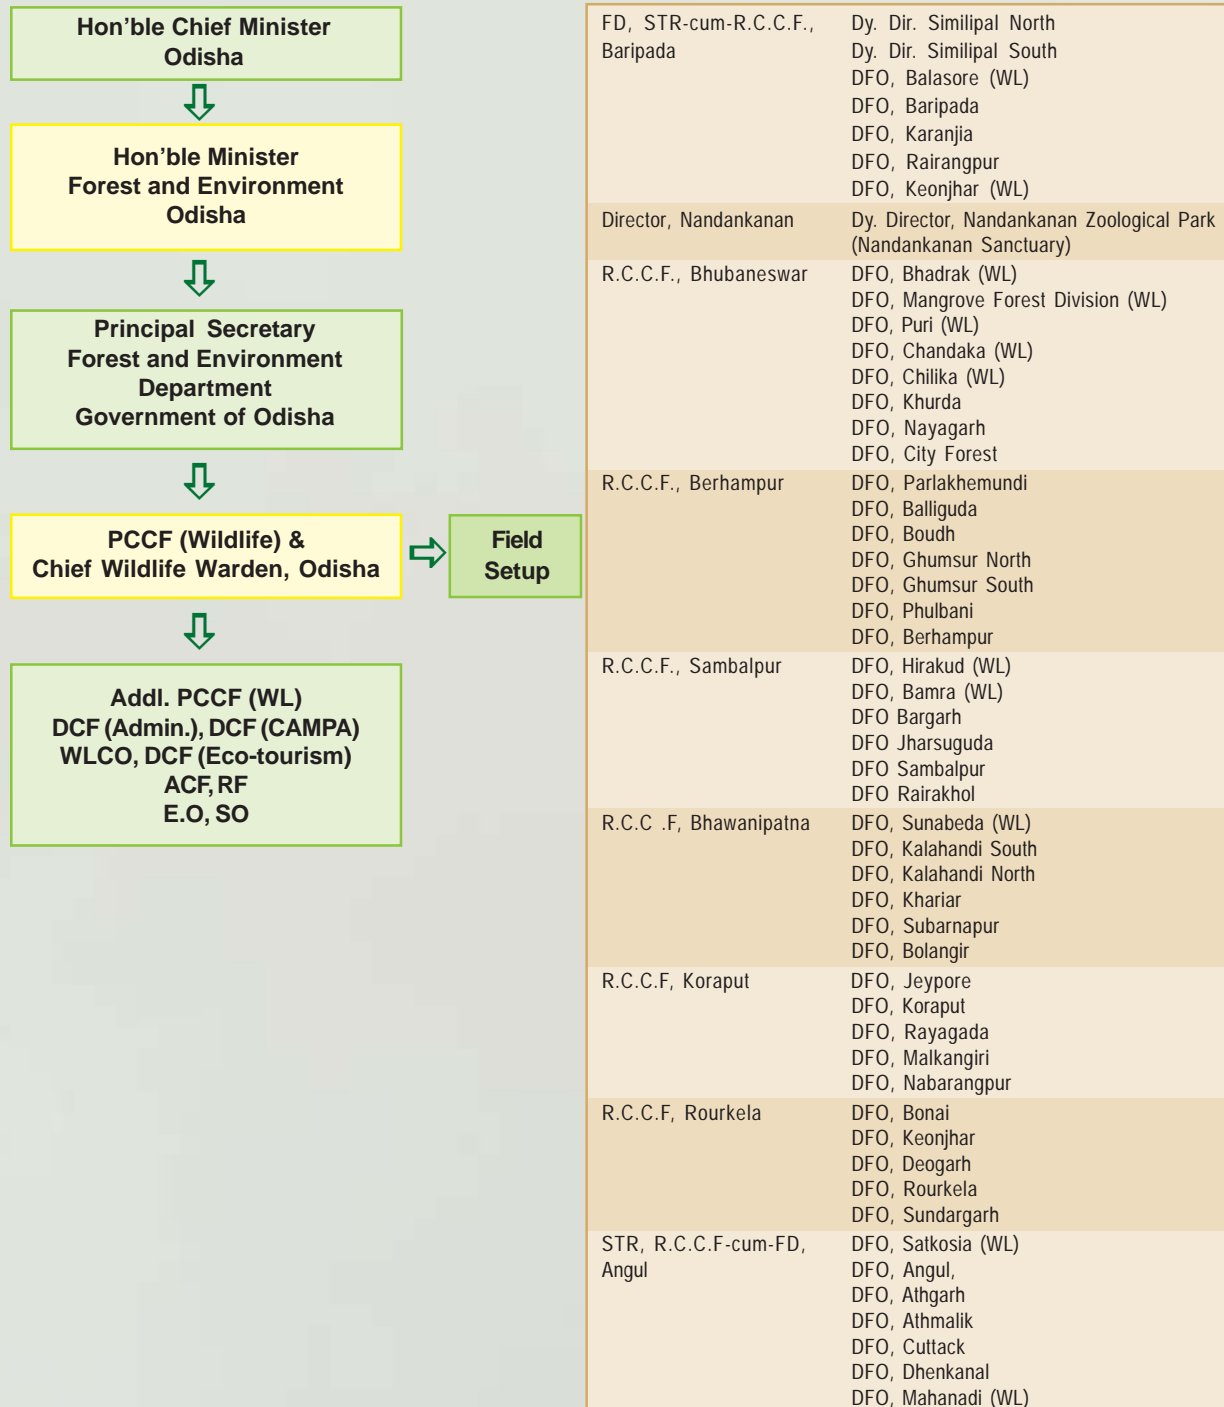 Hon'ble Chief Minister
Odisha
Hon'ble Minister
Forest and Environment
Odisha
Principal Secretary
Forest and Environment
Department
Government of Odisha
PCCF (Wildlife) &
Chief Wildlife Warden, Odisha
Field
Setup
Addl. PCCF (WL)
DCF (Admin.), DCF (CAMPA)
WLCO, DCF (Eco-tourism)
ACF, RF
E.O, SO
FD, STR-cum-R.C.C.F., Dy. Dir. Similipal North
Baripada Dy. Dir. Similipal South
DFO, Balasore (WL)
DFO, Baripada
DFO, Karanjia
DFO, Rairangpur
DFO, Keonjhar (WL)
Director, Nandankanan Dy. Director, Nandankanan Zoological Park
(Nandankanan Sanctuary)
R.C.C.F., Bhubaneswar DFO, Bhadrak (WL)
DFO, Mangrove Forest Division (WL)
DFO, Puri (WL)
DFO, Chandaka (WL)
DFO, Chilika (WL)
DFO, Khurda
DFO, Nayagarh
DFO, City Forest
R.C.C.F., Berhampur DFO, Parlakhemundi
DFO, Balliguda
DFO, Boudh
DFO, Ghumsur North
DFO, Ghumsur South
DFO, Phulbani
DFO, Berhampur
R.C.C.F., Sambalpur DFO, Hirakud (WL)
DFO, Bamra (WL)
DFO Bargarh
DFO Jharsuguda
DFO Sambalpur
DFO Rairakhol
R.C.C .F, Bhawanipatna DFO, Sunabeda (WL)
DFO, Kalahandi South
DFO, Kalahandi North
DFO, Khariar
DFO, Subarnapur
DFO, Bolangir
R.C.C.F, Koraput DFO, Jeypore
DFO, Koraput
DFO, Rayagada
DFO, Malkangiri
DFO, Nabarangpur
R.C.C.F, Rourkela DFO, Bonai
DFO, Keonjhar
DFO, Deogarh
DFO, Rourkela
DFO, Sundargarh
STR, R.C.C.F-cum-FD, DFO, Satkosia (WL)
Angul DFO, Angul,
DFO, Athgarh
DFO, Athmalik
DFO, Cuttack
DFO, Dhenkanal
DFO, Mahanadi (WL)